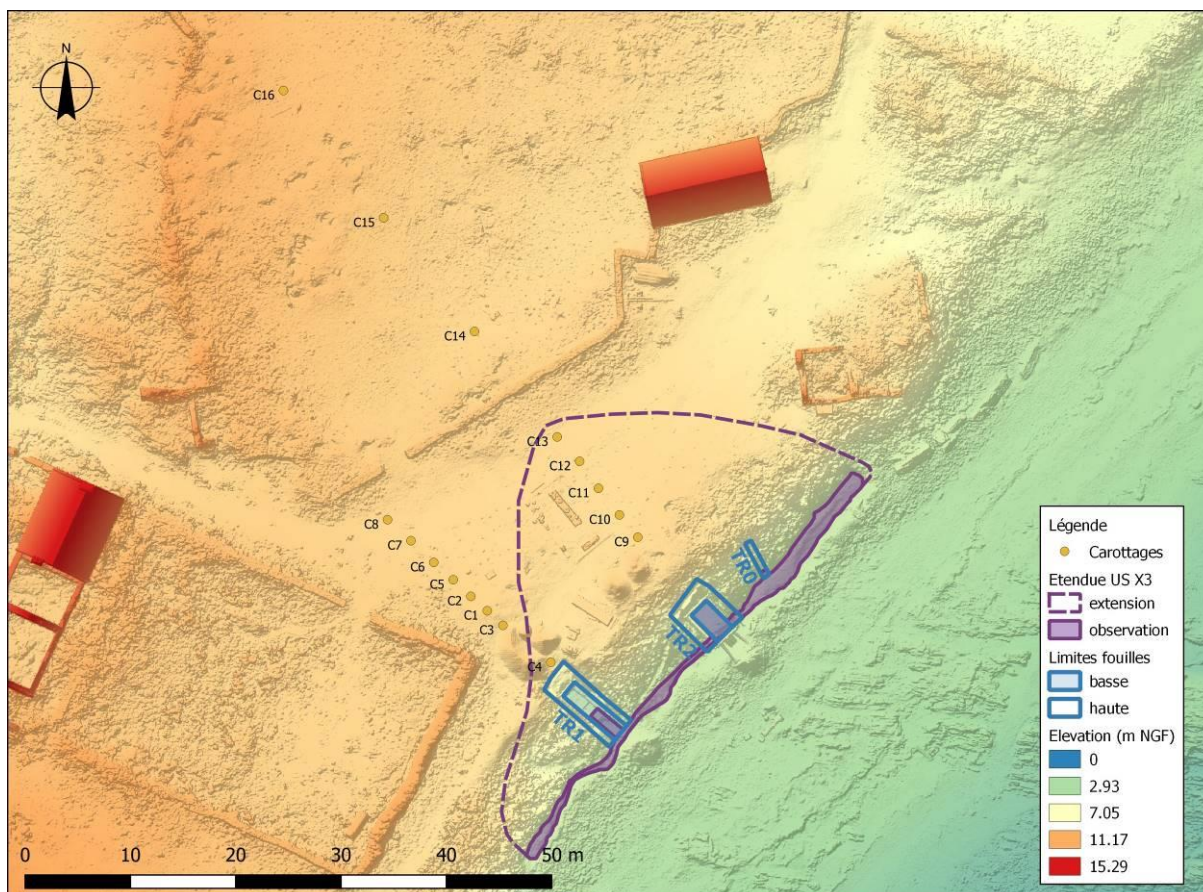 N
C16
C15
C14
C13
C12
C11
C10
C9
C8
C7
C6
C5
C2
C1
C3
C4
TR0
TR2
TR1
0 10 20 30 40 50 m
Légende
Carottages
Etendue US X3
extension
observation
Limites fouilles
basse
haute
Elevation (m NGF)
0
2.93
7.05
11.17
15.29